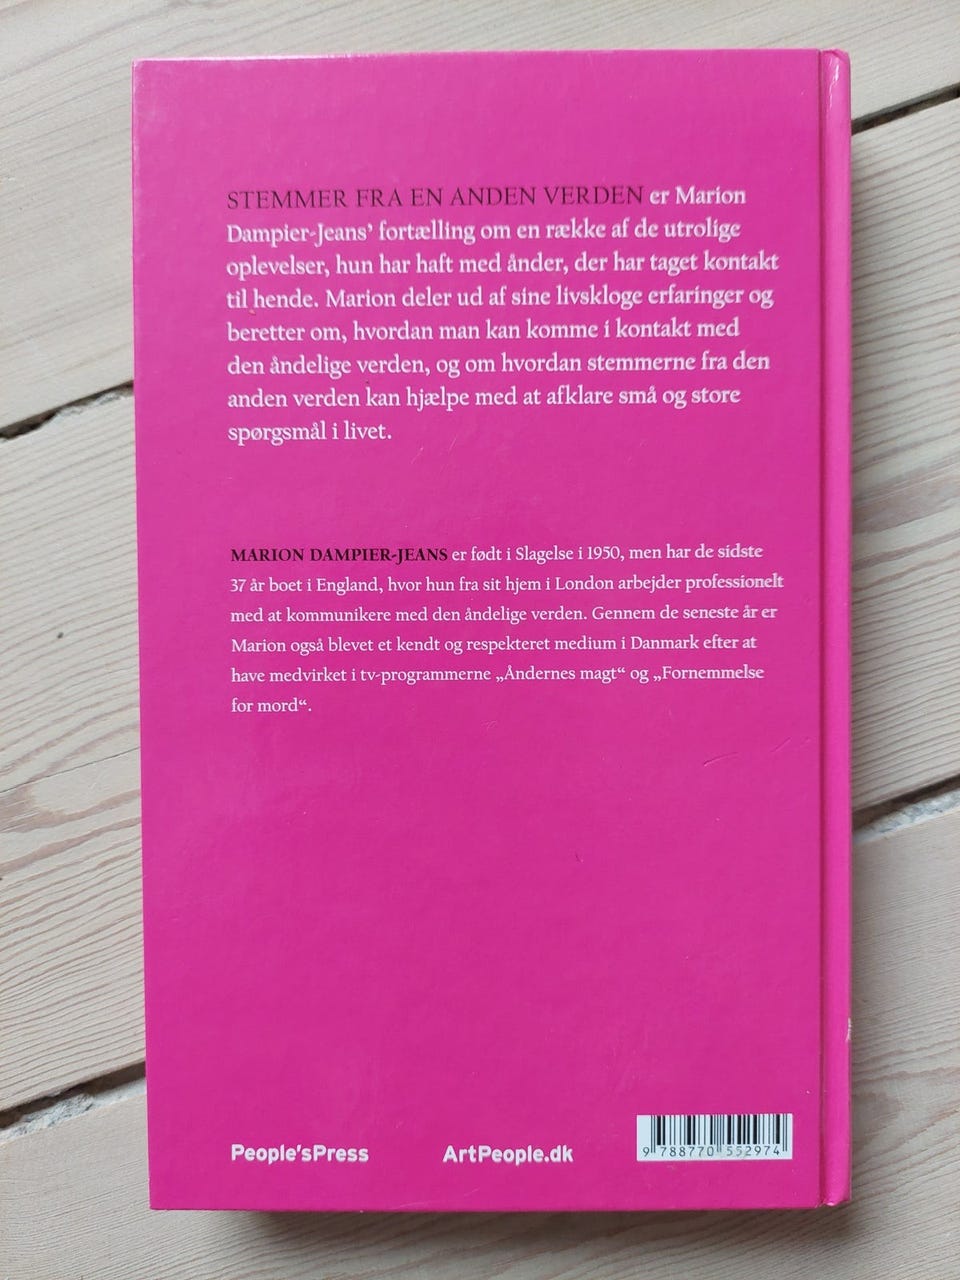 STEMMER FRA EN ANDEN VERDEN er Marion
Dampier-Jeans’ fortælling om en række af de utrolige
oplevelser, hun har haft med ånder, der har taget kontakt
til hende. Marion deler ud af sine livskloge erfaringer og
beretter om, hvordan man kan komme i kontakt med
den åndelige verden, og om hvordan stemmerne fra den
anden verden kan hjælpe med at afklare små og store
spørgsmål i livet.
MARION DAMPIER-JEANS er født i Slagelse i 1950, men har de sidste
37 år boet i England, hvor hun fra sit hjem i London arbejder professionelt
med at kommunikere med den åndelige verden. Gennem de seneste år er
Marion også blevet et kendt og respekteret medium i Danmark efter at
have medvirket i tv-programmerne „Åndernes magt“ og „Fornemmelse
for mord“.
People'sPress
ArtPeople.dk
9 788770 552974